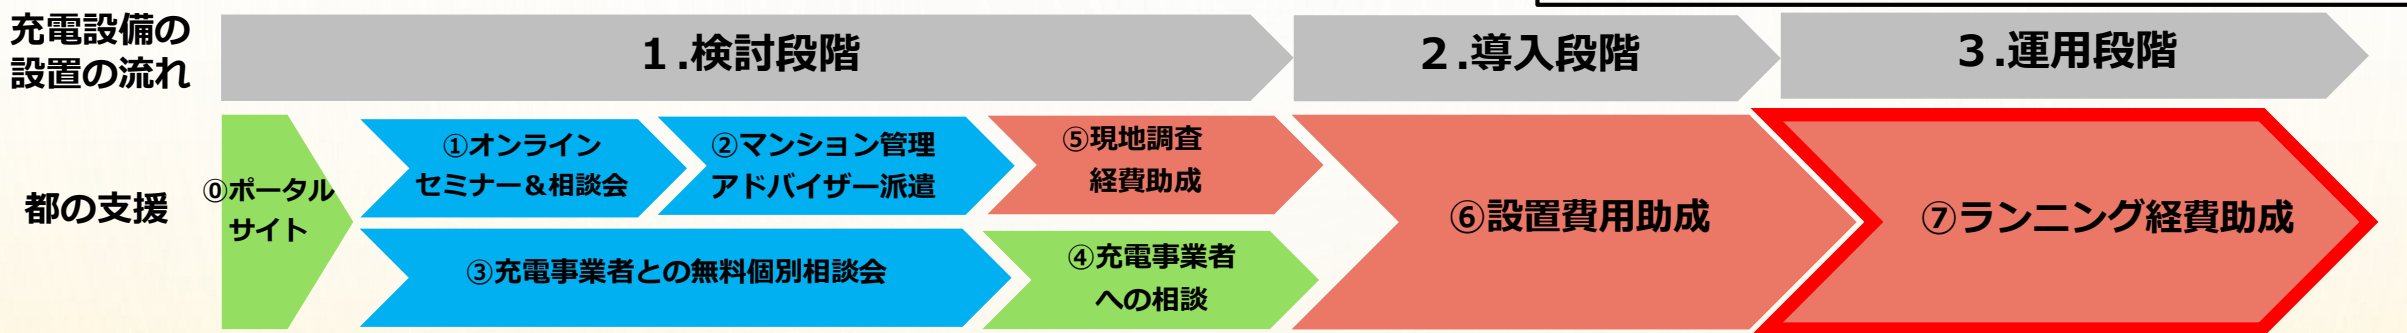 充電設備の
設置の流れ
１.検討段階
２.導入段階
３.運用段階
都の支援
⓪ポータル
サイト
①オンライン
セミナー＆相談会
②マンション管理
アドバイザー派遣
⑤現地調査
経費助成
③充電事業者との無料個別相談会
④充電事業者
への相談
⑥設置費用助成
⑦ランニング経費助成